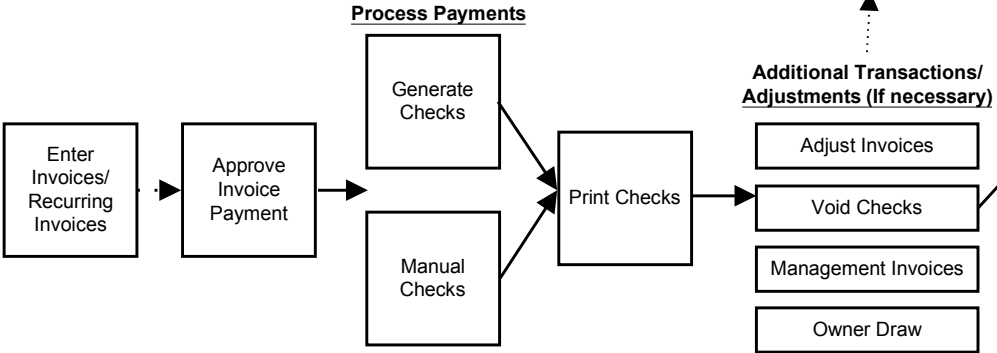 Process Payments
Enter
Invoices/
Recurring
Invoices
Approve
Invoice
Payment
Generate
Checks
Manual
Checks
Print Checks
Additional Transactions/
Adjustments (If necessary)
Adjust Invoices
Void Checks
Management Invoices
Owner Draw